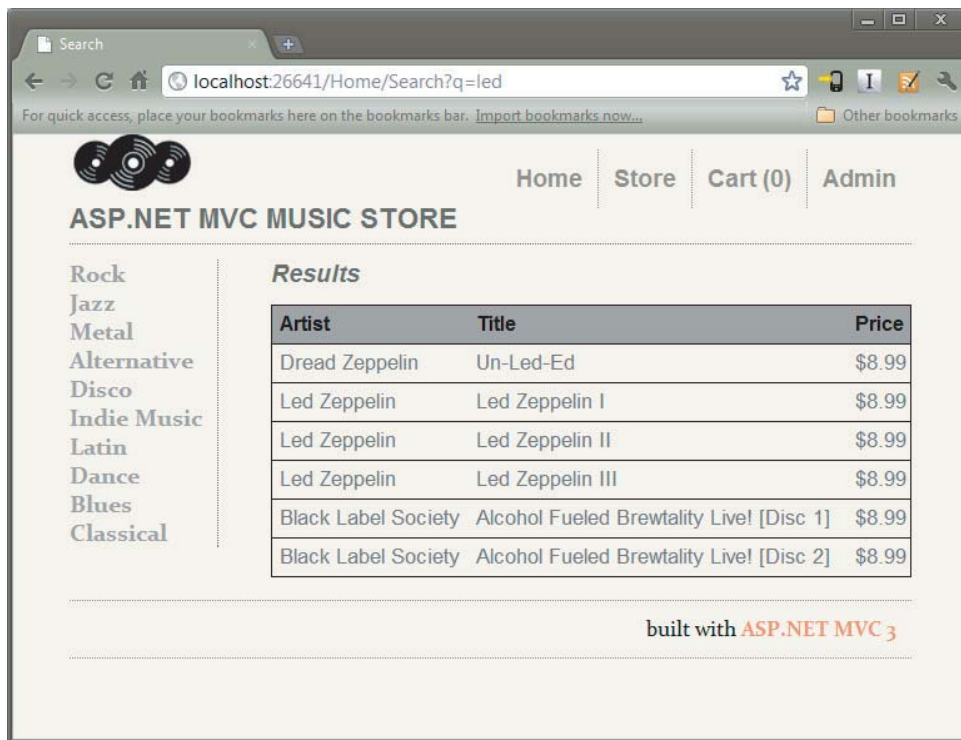 Search
localhost:26641/Home/Search?q=led
For quick access, place your bookmarks here on the bookmarks bar. Import bookmarks now...
Other bookmarks
Home Store Cart (0) Admin
ASP.NET MVC MUSIC STORE
Rock
Jazz
Metal
Alternative
Disco
Indie Music
Latin
Dance
Blues
Classical
Results
Artist Title Price
Dread Zeppelin Un-Led-Ed $8.99
Led Zeppelin Led Zeppelin I $8.99
Led Zeppelin Led Zeppelin II $8.99
Led Zeppelin Led Zeppelin III $8.99
Black Label Society Alcohol Fueled Brewtality Live! [Disc 1] $8.99
Black Label Society Alcohol Fueled Brewtality Live! [Disc 2] $8.99
built with ASP.NET MVC 3